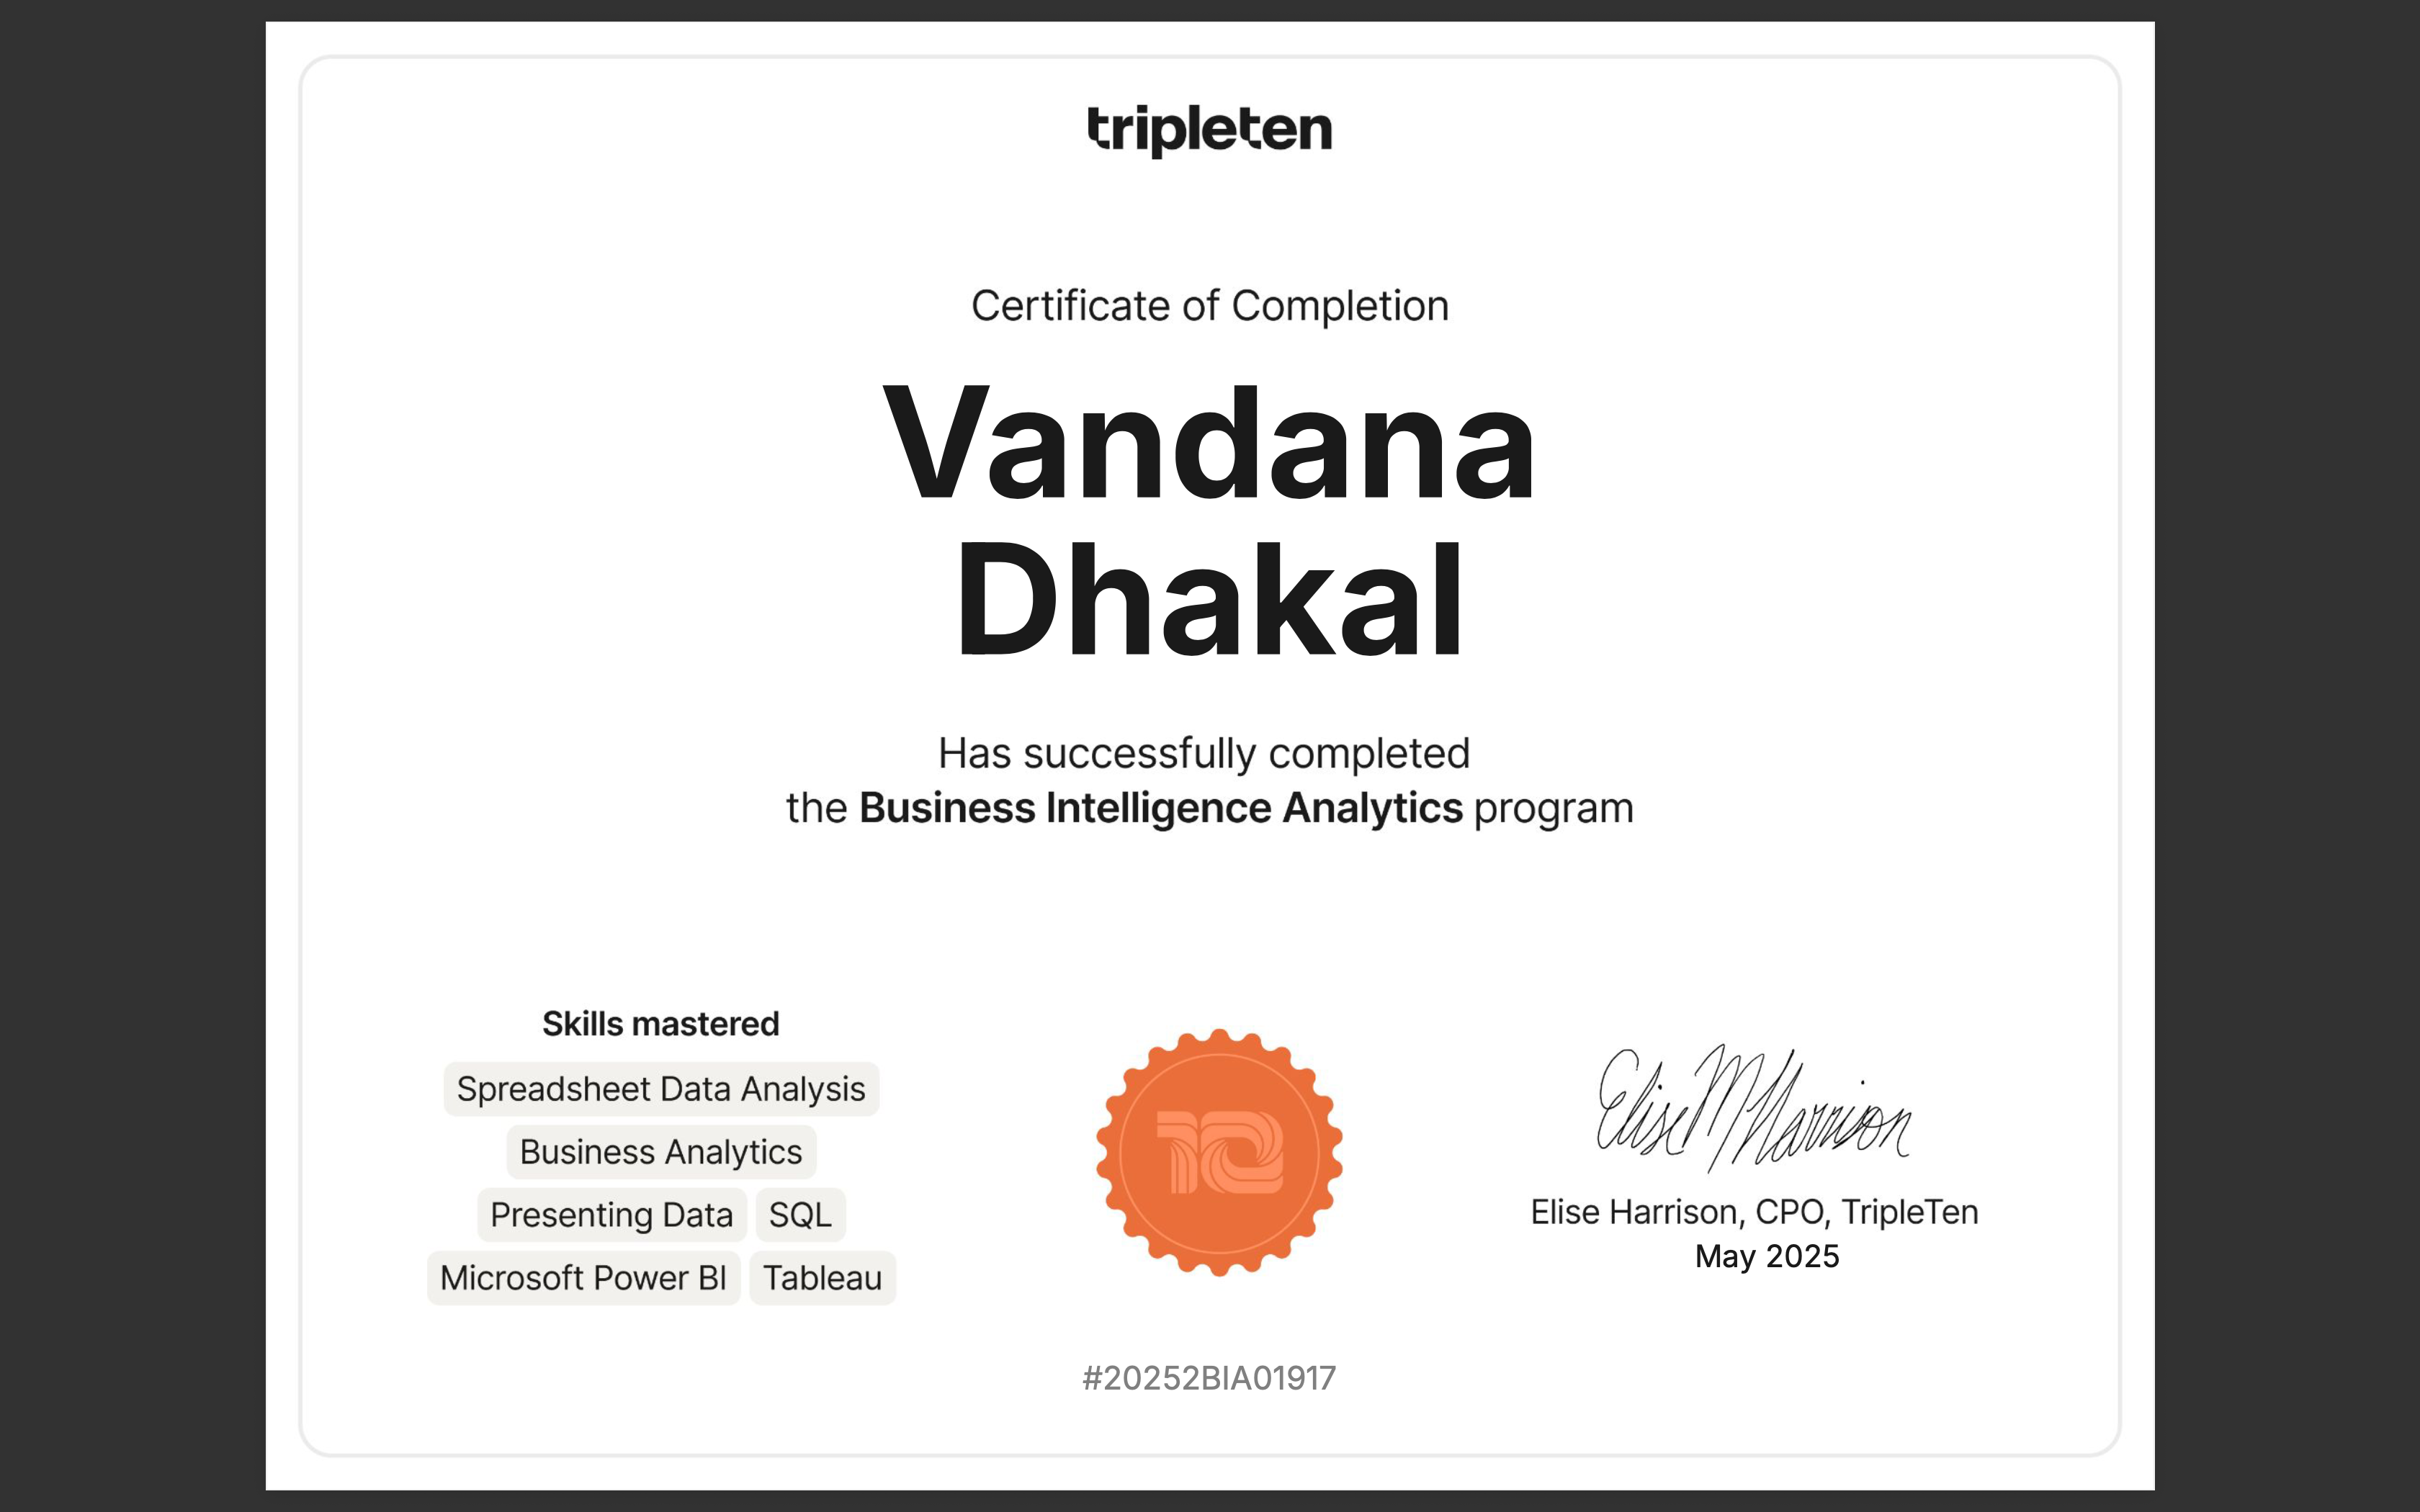 tripleten
Certificate of Completion
Vandana
Dhakal
Has successfully completed
the Business Intelligence Analytics program
Skills mastered
Spreadsheet Data Analysis
Business Analytics
Presenting Data SQL
Microsoft Power BI Tableau
Elise M Harrison
Elise Harrison, CPO, TripleTen
May 2025
#20252BIA01917